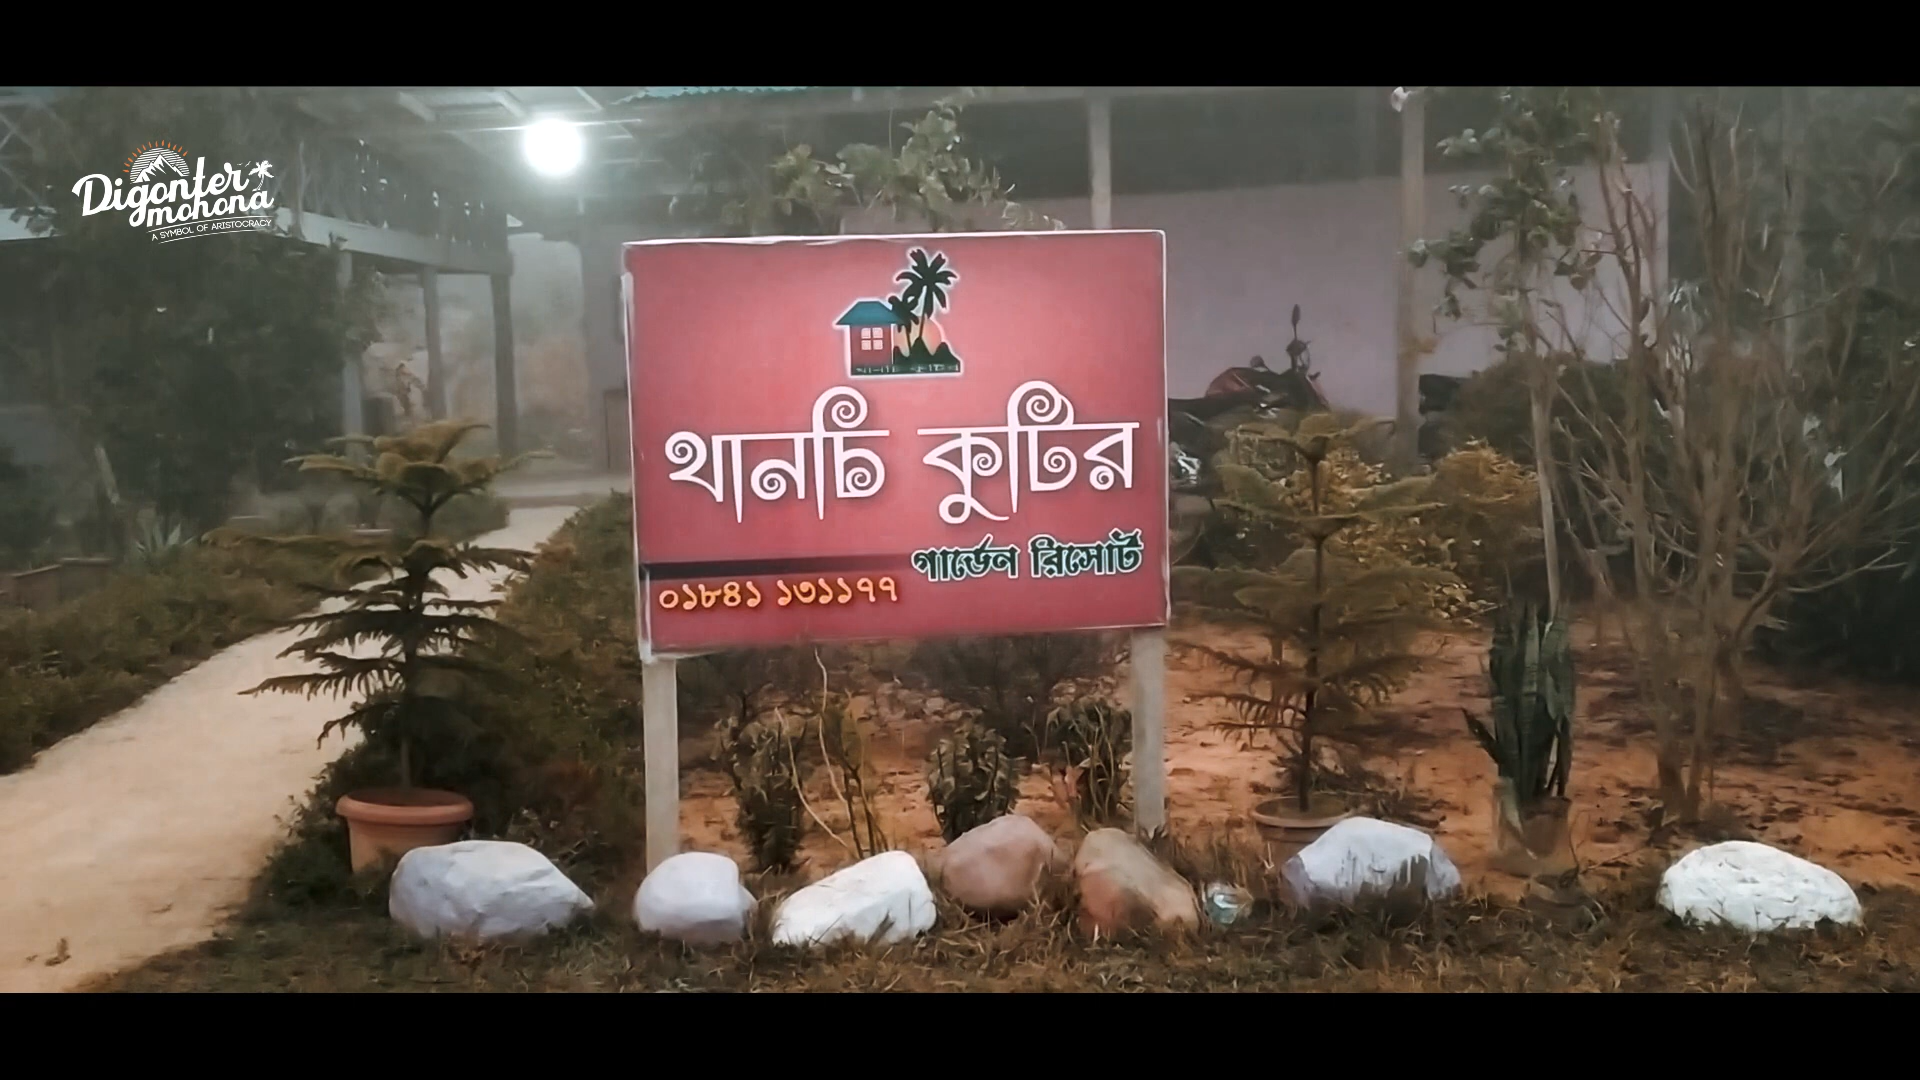 Digonter
mohona
A SYMBOL OF ARISTOCRACY
থানচি কুটির
গার্ডেন রিসোর্ট
০১৮৪১ ১৩১১৭৭